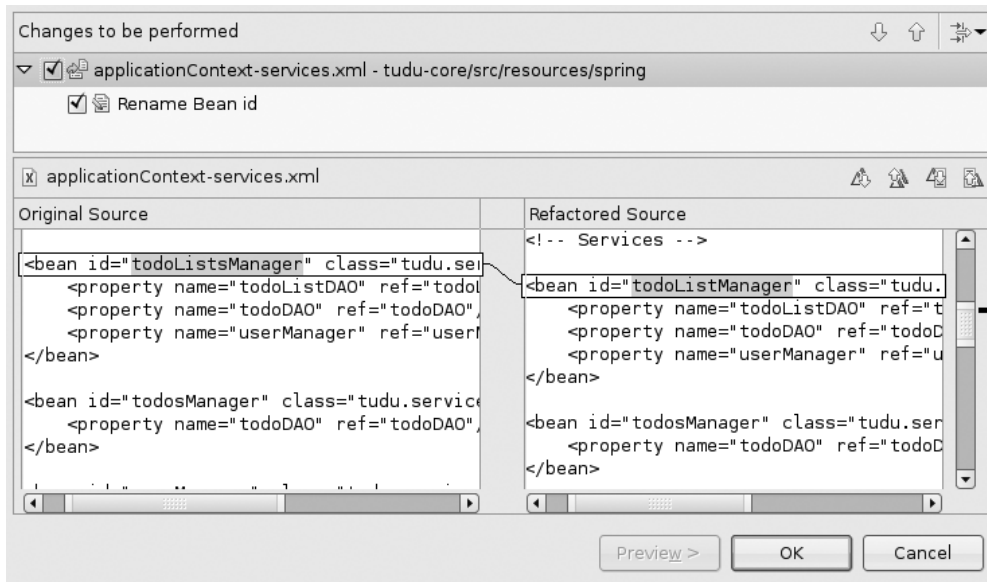 Changes to be performed
applicationContext-services.xml - tudu-core/src/resources/spring
Rename Bean id
applicationContext-services.xml
Original Source
<bean id="todoListsManager" class="tudu.ser
<property name="todoListDAO" ref="todoL
<property name="todoDAO" ref="todoDAO",
<property name="userManager" ref="userM
</bean>
<bean id="todosManager" class="tudu.service
<property name="todoDAO" ref="todoDAO",
</bean>
Refactored Source
<!-- Services -->
<bean id="todoListManager" class="tudu.
<property name="todoListDAO" ref="t
<property name="todoDAO" ref="todoD
<property name="userManager" ref="u
</bean>
<bean id="todosManager" class="tudu.ser
<property name="todoDAO" ref="todoD
</bean>
Preview >
OK
Cancel